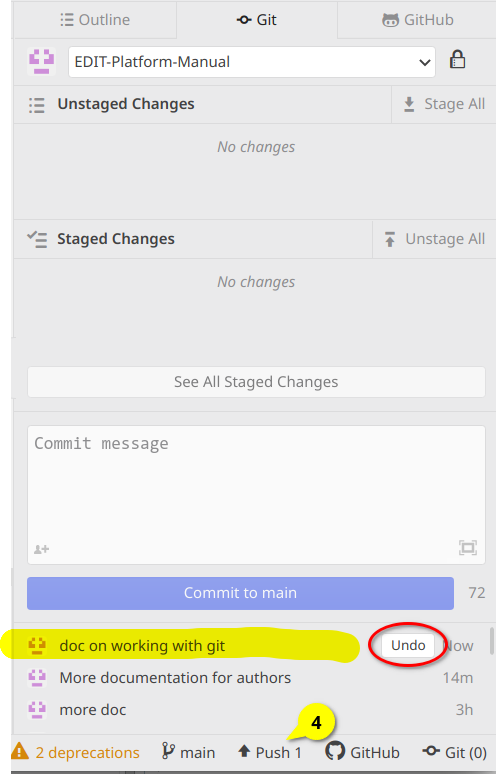 Outline Git GitHub
EDIT-Platform-Manual
Unstaged Changes Stage All
No changes
Staged Changes Unstage All
No changes
See All Staged Changes
Commit message
Commit to main 72
doc on working with git Undo Now
More documentation for authors 14m
more doc 3h
4
2 deprecations main Push 1 GitHub Git (0)